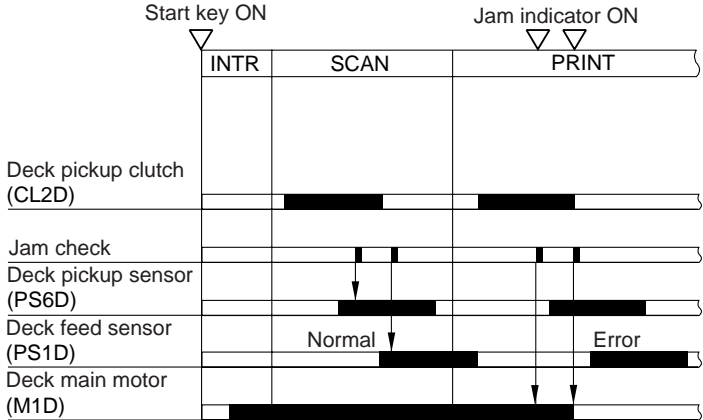 Start key ON
Jam indicator ON
INTR SCAN PRINT
Deck pickup clutch
(CL2D)
Jam check
Deck pickup sensor
(PS6D)
Deck feed sensor
(PS1D)
Normal
Error
Deck main motor
(M1D)